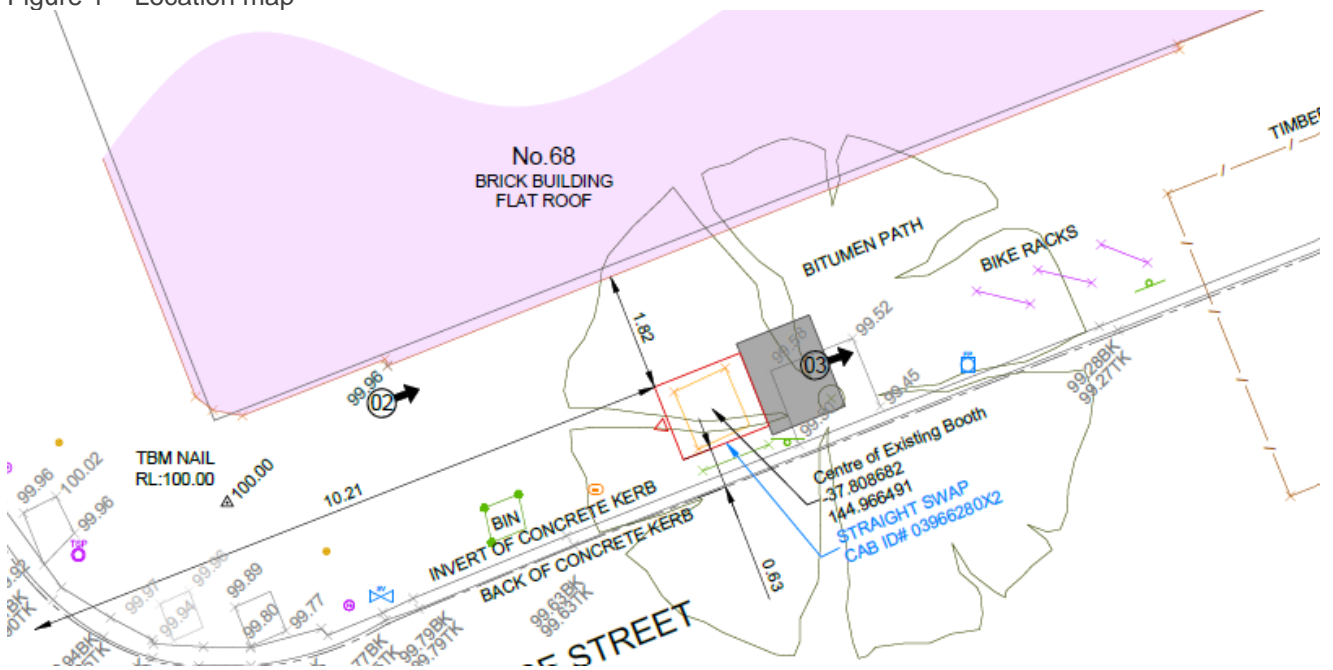 Figure 1 – Location map
No.68
BRICK BUILDING
FLAT ROOF
TIMBER
BITUMEN PATH
BIKE RACKS
1.82
99.58
99.52
03
99.45
99.96
02
99.28BK
99.27TK
Centre of Existing Booth
-37.808682
144.966491
STRAIGHT SWAP
CAB ID# 03966280X2
TBM NAIL
RL:100.00
100.00
10.21
99.96
100.02
99.96
BIN
INVERT OF CONCRETE KERB
BACK OF CONCRETE KERB
0.63
99.97
99.96
99.94
99.89
99.80
99.77
99.63BK
99.63TK
99.79BK
99.79TK
STREET